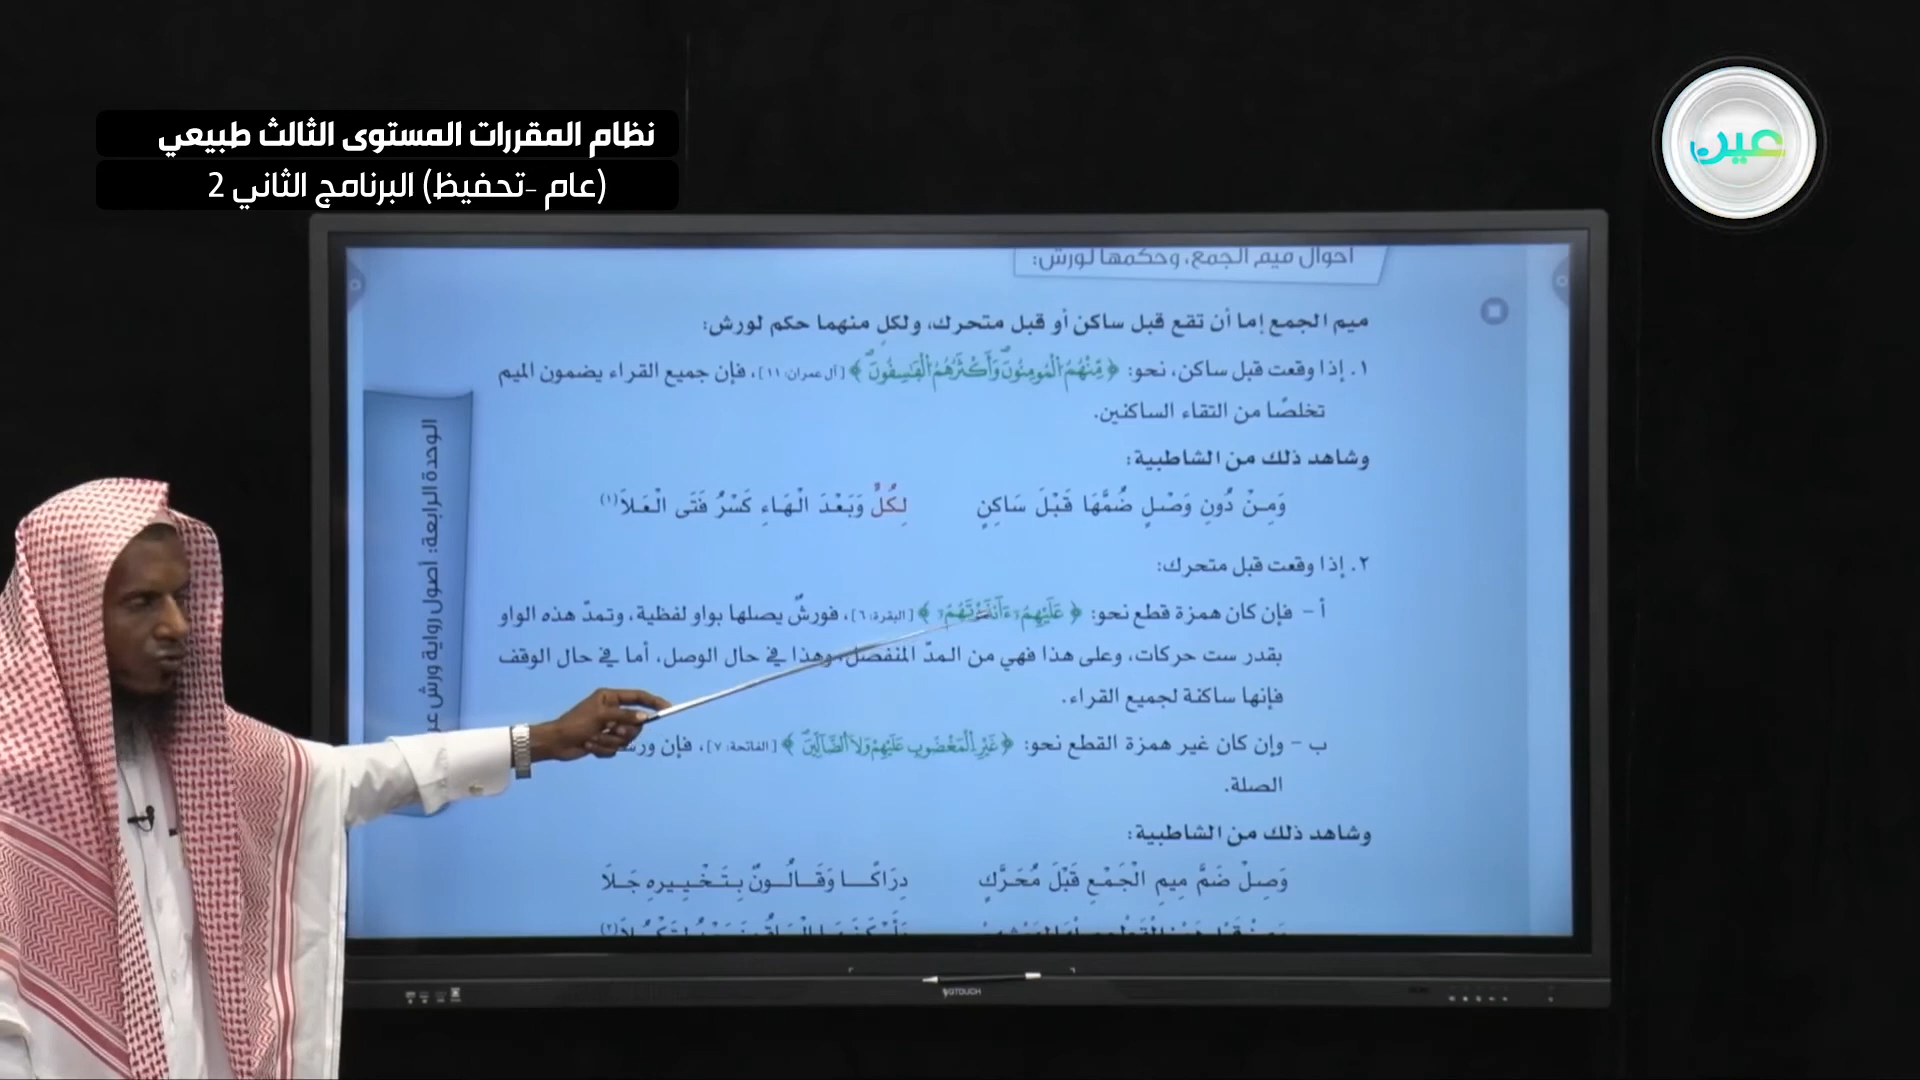 نظام المقررات المستوى الثالث طبيعي
(عام -تحفيظ) البرنامج الثاني 2
عين
أحوال ميم الجمع، وحكمها لورش:
ميم الجمع إما أن تقع قبل ساكن أو قبل متحرك، ولكلٍ منهما حكم لورش:
١. إذا وقعت قبل ساكن، نحو: ﴿مِّنْهُمُ الْمُومِنُونَ وَأَكْثَرُهُمُ الْفَاسِقُونَ﴾ [آل عمران: ١١]، فإن جميع القراء يضمون الميم
تخلصًا من التقاء الساكنين.
وشاهد ذلك من الشاطبية:
وَمِنْ دُونِ وَصْلٍ ضُمَّهَا قَبْلَ سَاكِنٍ لِكُلٍّ وَبَعْدَ الْهَاءِ كَسْرُ فَتَى الْعَلاَ(١)
٢. إذا وقعت قبل متحرك:
أ - فإن كان همزة قطع نحو: ﴿عَلَيْهِمُۥٓ ءَآنذَرْتَهُمُۥٓ﴾ [البقرة: ٦]، فورشٌ يصلها بواو لفظية، وتمدّ هذه الواو
بقدر ست حركات، وعلى هذا فهي من المدّ المنفصل، وهذا في حال الوصل، أما في حال الوقف
فإنها ساكنة لجميع القراء.
ب - وإن كان غير همزة القطع نحو: ﴿غَيْرِ الْمَغْضُوبِ عَلَيْهِمْ وَلَا الضَّآلِّينَ﴾ [الفاتحة: ٧]، فإن
الصلة.
وشاهد ذلك من الشاطبية:
وَصِلْ ضَمَّ مِيمِ الْجَمْعِ قَبْلَ مُحَرَّكٍ دِرَاكًا وَقَالُونٌ بِتَخْيِيرِهِ جَلَا
الوحدة الرابعة: أصول رواية ورش